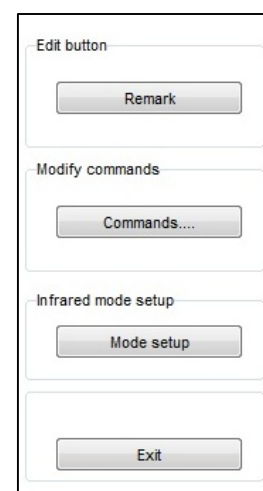 Edit button
Remark
Modify commands
Commands....
Infrared mode setup
Mode setup
Exit